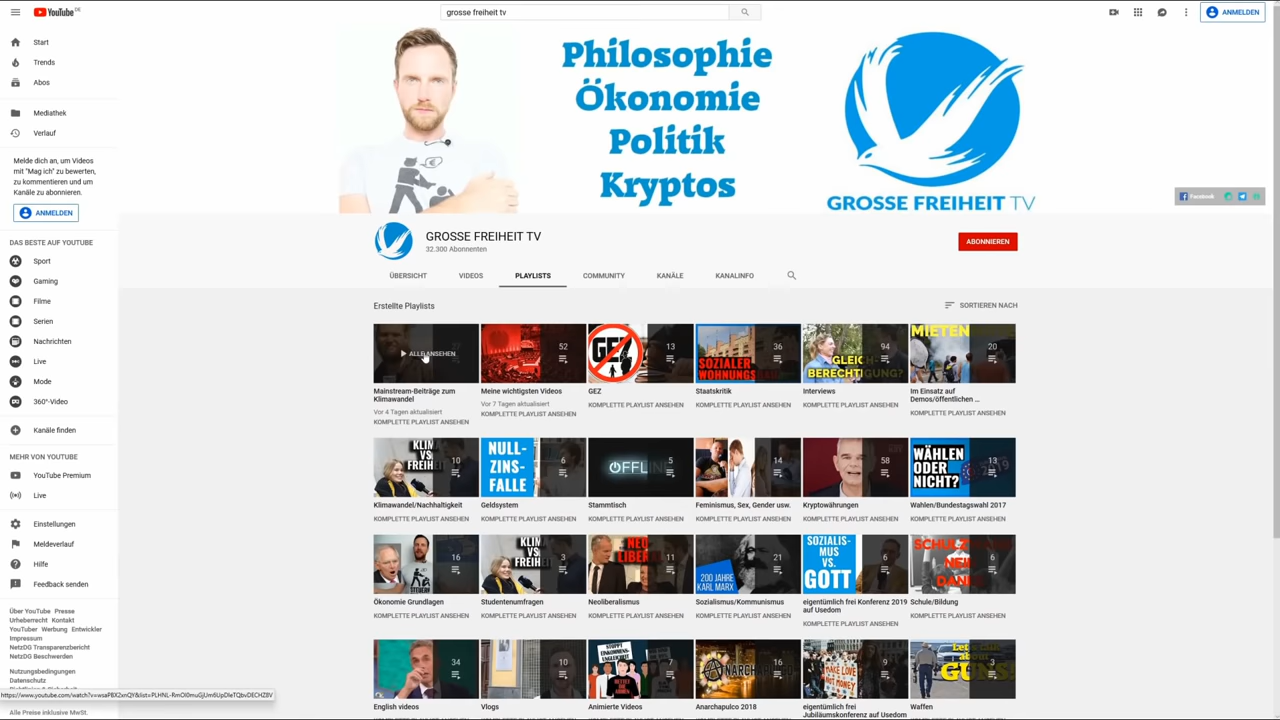 YouTube DE
grosse freiheit tv
ANMELDEN
Start
Trends
Abos
Mediathek
Verlauf
Melde dich an, um Videos
mit "Mag ich" zu bewerten,
zu kommentieren und um
Kanäle zu abonnieren.
ANMELDEN
DAS BESTE AUF YOUTUBE
Sport
Gaming
Filme
Serien
Nachrichten
Live
Mode
360°-Video
Kanäle finden
MEHR VON YOUTUBE
YouTube Premium
Live
Einstellungen
Meldeverlauf
Hilfe
Feedback senden
Über YouTube Presse
Urheberrecht Kontakt
YouTuber Werbung Entwickler
Impressum
NetzDG Transparenzbericht
NetzDG Beschwerden
Nutzungsbedingungen
Datenschutz
Alle Preise inklusive MwSt.
Philosophie
Ökonomie
Politik
Kryptos
GROSSE FREIHEIT TV
Facebook
GROSSE FREIHEIT TV
32.300 Abonnenten
ABONNIEREN
ÜBERSICHT VIDEOS PLAYLISTS COMMUNITY KANÄLE KANALINFO
Erstellte Playlists
SORTIEREN NACH
ALLE ANSEHEN
Mainstream-Beiträge zum
Klimawandel
Vor 4 Tagen aktualisiert
KOMPLETTE PLAYLIST ANSEHEN
52
Meine wichtigsten Videos
Vor 7 Tagen aktualisiert
KOMPLETTE PLAYLIST ANSEHEN
GEZ
13
GEZ
KOMPLETTE PLAYLIST ANSEHEN
SOZIALER
36
Staatskritik
KOMPLETTE PLAYLIST ANSEHEN
GLEICH-
BERECHTIGUNG?
94
Interviews
KOMPLETTE PLAYLIST ANSEHEN
MIETEN
20
Im Einsatz auf
Demos/öffentlichen ...
KOMPLETTE PLAYLIST ANSEHEN
10
Klimawandel/Nachhaltigkeit
KOMPLETTE PLAYLIST ANSEHEN
NULL-
ZINS-
FALLE
6
Geldsystem
KOMPLETTE PLAYLIST ANSEHEN
5
Stammtisch
KOMPLETTE PLAYLIST ANSEHEN
14
Feminismus, Sex, Gender usw.
KOMPLETTE PLAYLIST ANSEHEN
58
Kryptowährungen
KOMPLETTE PLAYLIST ANSEHEN
WÄHLEN
ODER
NICHT?
13
Wahlen/Bundestagswahl 2017
KOMPLETTE PLAYLIST ANSEHEN
16
Ökonomie Grundlagen
KOMPLETTE PLAYLIST ANSEHEN
3
Studentenumfragen
KOMPLETTE PLAYLIST ANSEHEN
11
Neoliberalismus
KOMPLETTE PLAYLIST ANSEHEN
200 JAHRE
KARL MARX
21
Sozialismus/Kommunismus
KOMPLETTE PLAYLIST ANSEHEN
SOZIALIS-
MUS
VS.
GOTT
6
eigentümlich frei Konferenz 2019
auf Usedom
KOMPLETTE PLAYLIST ANSEHEN
6
Schule/Bildung
KOMPLETTE PLAYLIST ANSEHEN
34
English videos
10
Vlogs
7
Animierte Videos
16
Anarchapulco 2018
9
eigentümlich frei
Jubiläumskonferenz auf Usedom
3
Waffen